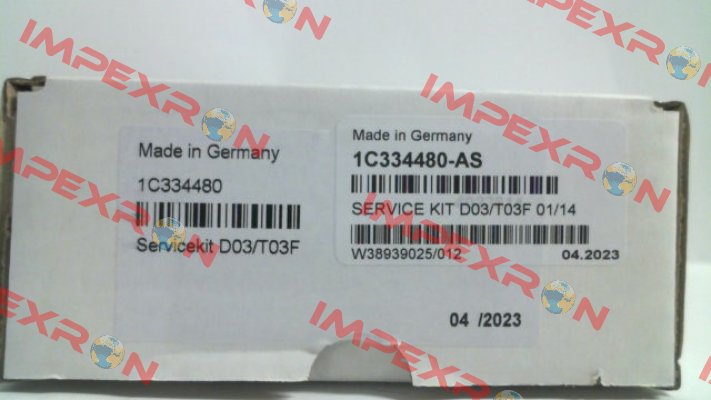 Made in Germany
1C334480
Servicekit D03/T03F
Made in Germany
1C334480-AS
SERVICE KIT D03/T03F 01/14
W38939025/012 04.2023
04 /2023
IMPEXRON
IMPEXRON
IMPEXRON
IMPEXRON
IMPEXRON